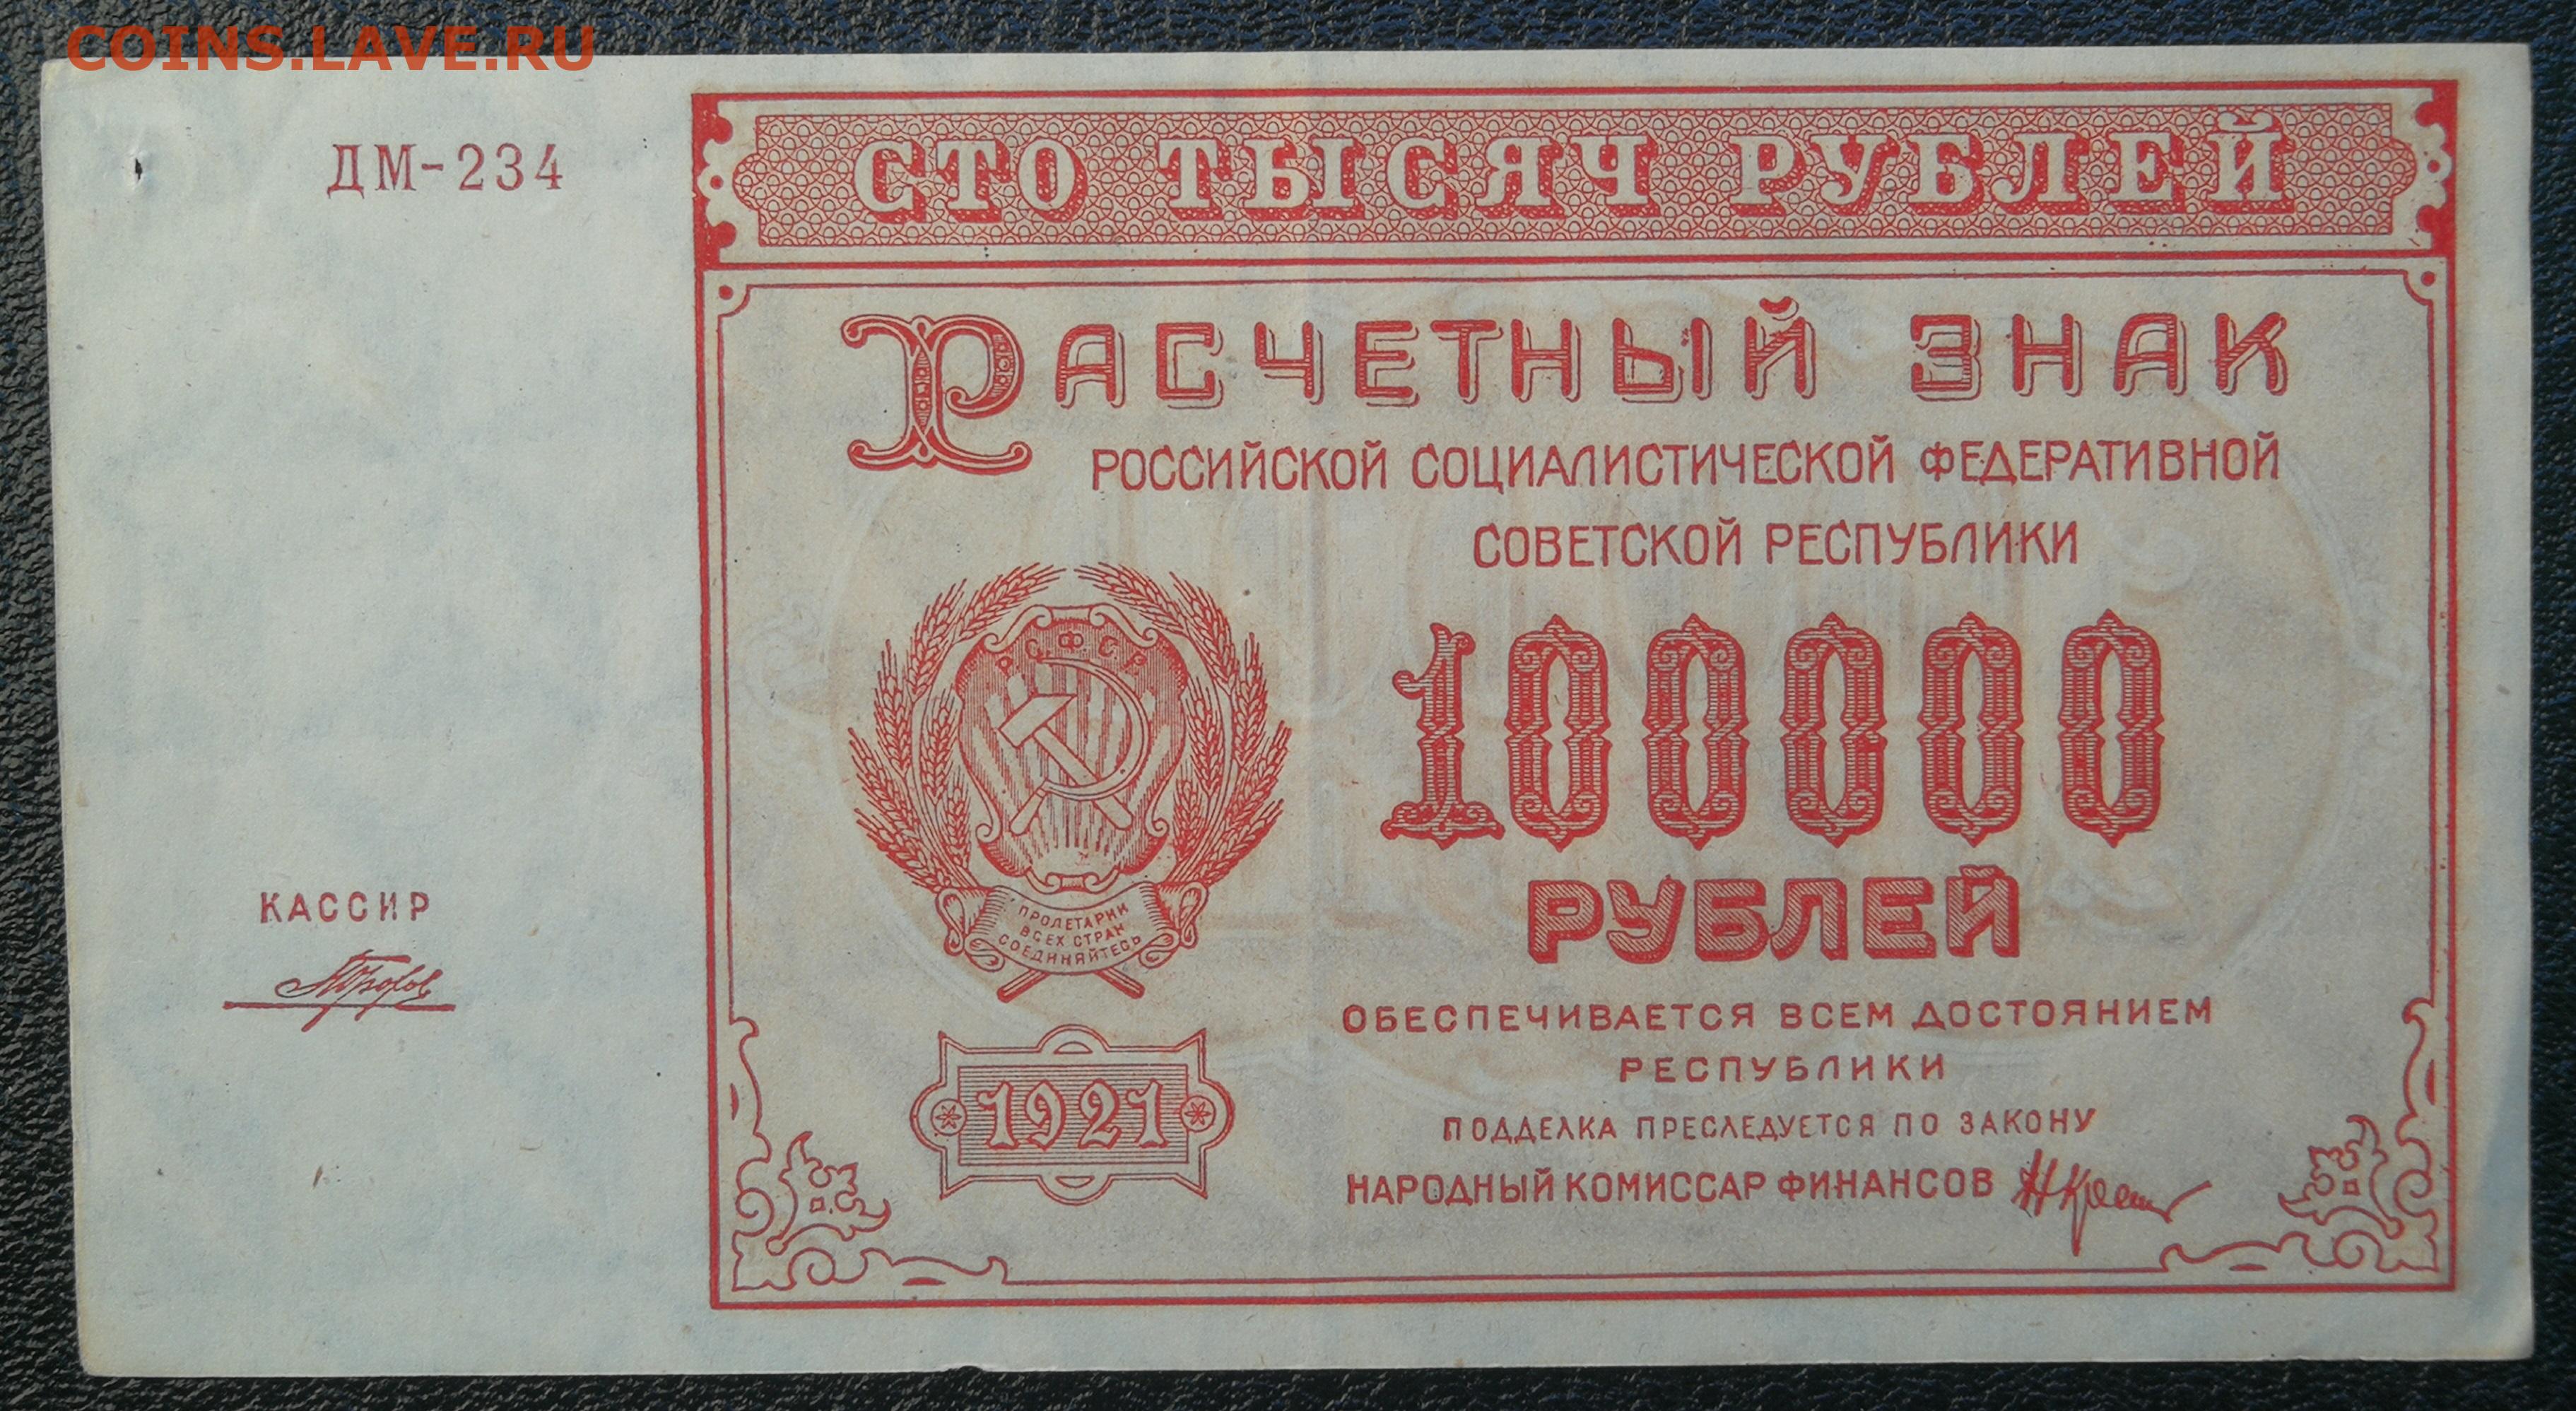 COINS.LAVE.RU
ДМ-234
СТО ТЫСЯЧ РУБЛЕЙ
РАСЧЕТНЫЙ ЗНАК
РОССИЙСКОЙ СОЦИАЛИСТИЧЕСКОЙ ФЕДЕРАТИВНОЙ
СОВЕТСКОЙ РЕСПУБЛИКИ
Р.С.Ф.С.Р.
ПРОЛЕТАРИИ
ВСЕХ СТРАН
СОЕДИНЯЙТЕСЬ
100000
РУБЛЕЙ
КАССИР
1921
ОБЕСПЕЧИВАЕТСЯ ВСЕМ ДОСТОЯНИЕМ
РЕСПУБЛИКИ
ПОДДЕЛКА ПРЕСЛЕДУЕТСЯ ПО ЗАКОНУ
НАРОДНЫЙ КОМИССАР ФИНАНСОВ